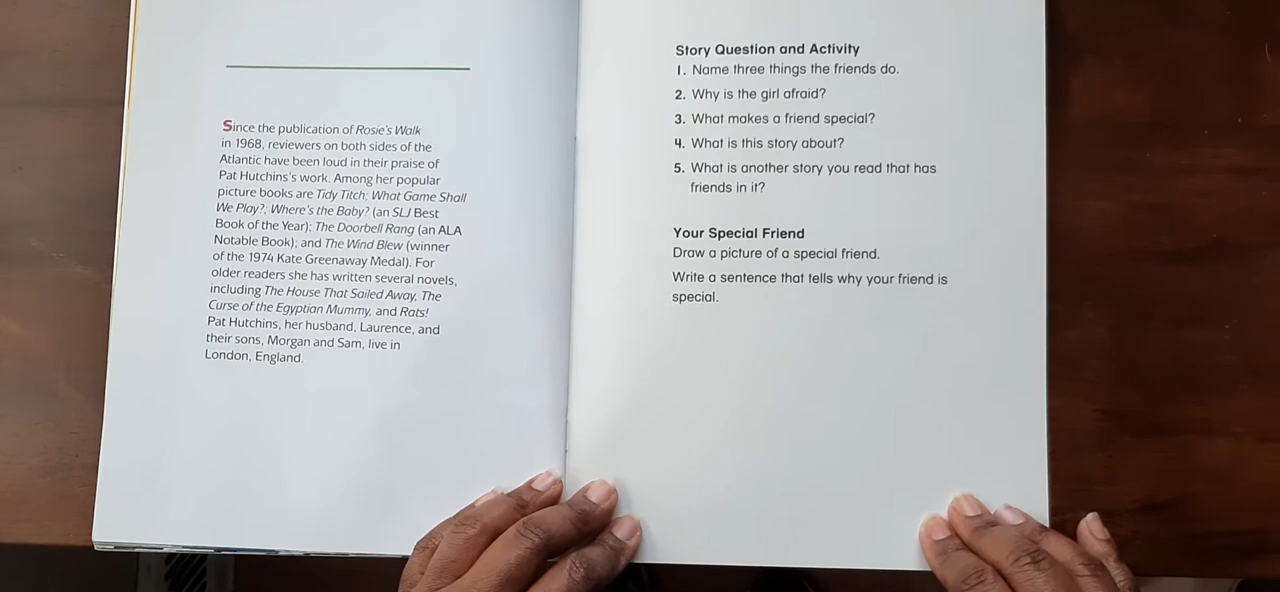 Since the publication of Rosie's Walk
in 1968, reviewers on both sides of the
Atlantic have been loud in their praise of
Pat Hutchins's work. Among her popular
picture books are Tidy Titch; What Game Shall
We Play?; Where's the Baby? (an SLJ Best
Book of the Year); The Doorbell Rang (an ALA
Notable Book); and The Wind Blew (winner
of the 1974 Kate Greenaway Medal). For
older readers she has written several novels,
including The House That Sailed Away, The
Curse of the Egyptian Mummy, and Rats!
Pat Hutchins, her husband, Laurence, and
their sons, Morgan and Sam, live in
London, England.
Story Question and Activity
1. Name three things the friends do.
2. Why is the girl afraid?
3. What makes a friend special?
4. What is this story about?
5. What is another story you read that has
friends in it?
Your Special Friend
Draw a picture of a special friend.
Write a sentence that tells why your friend is
special.